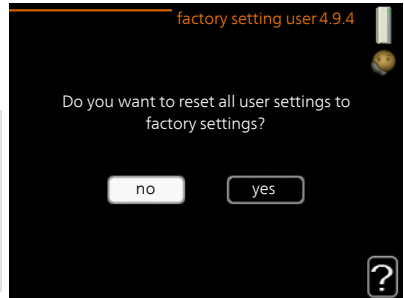 factory setting user 4.9.4
Do you want to reset all user settings to
factory settings?
no
yes
?